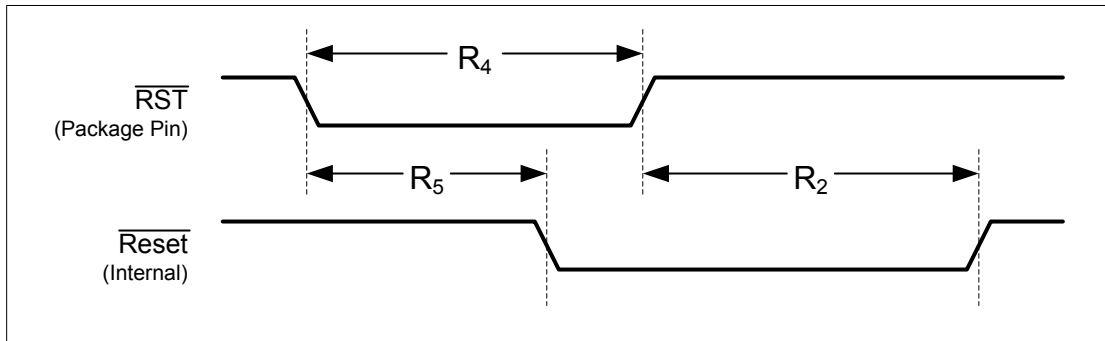 R₄
RST
(Package Pin)
R₅
R₂
Reset
(Internal)